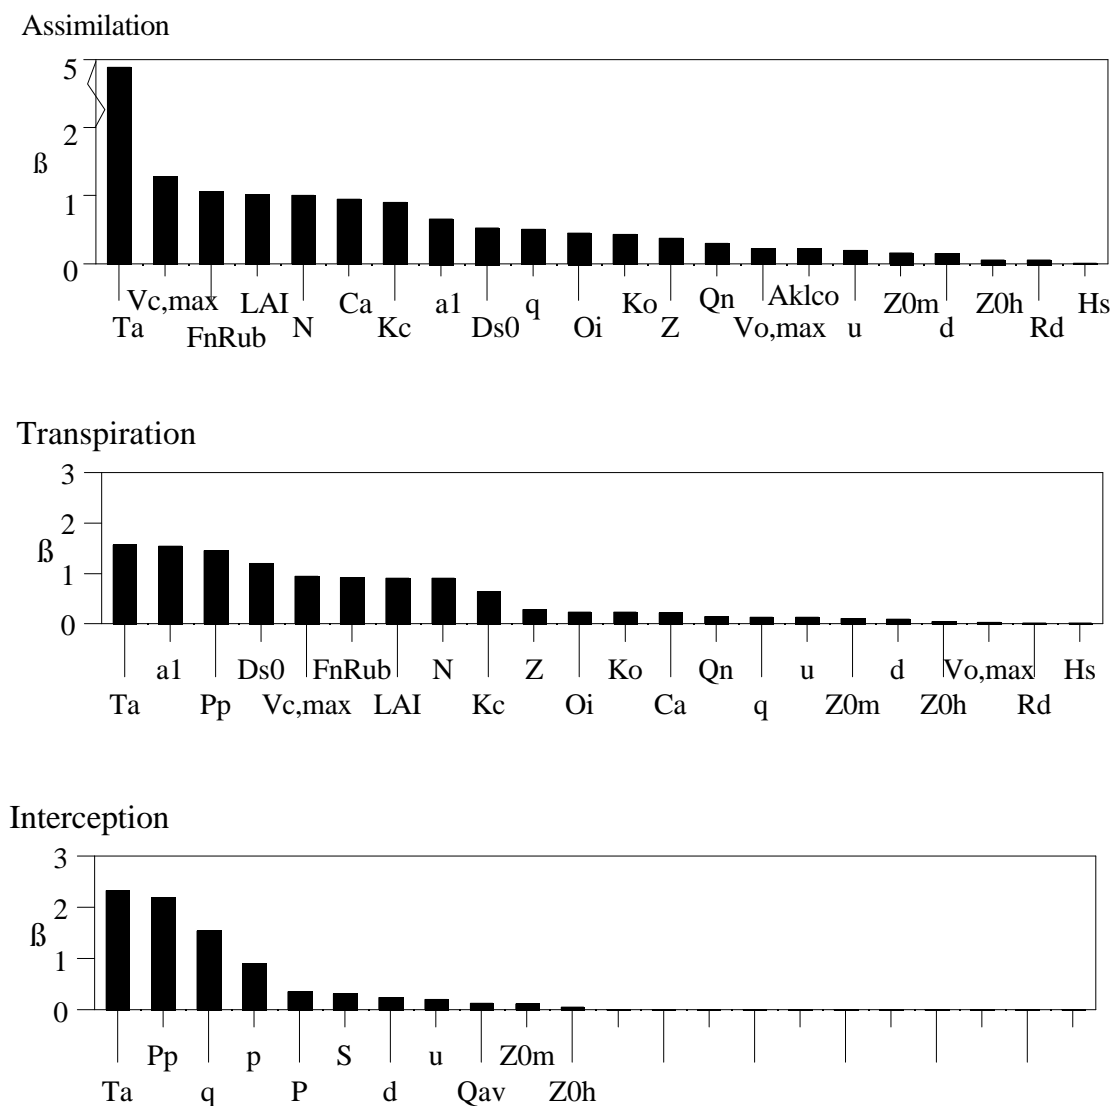 Assimilation
5
2
ß
1
0
Vc,max LAI Ca a1 q Ko Qn Aklco Z0m Z0h Hs
Ta FnRub N Kc Ds0 Oi Z Vo,max u d Rd
Transpiration
3
2
ß
1
0
a1 Ds0 FnRub N Z Ko Qn u d Vo,max Hs
Ta Pp Vc,max LAI Kc Oi Ca q Z0m Z0h Rd
Interception
3
2
ß
1
0
Pp p S u Z0m
Ta q P d Qav Z0h